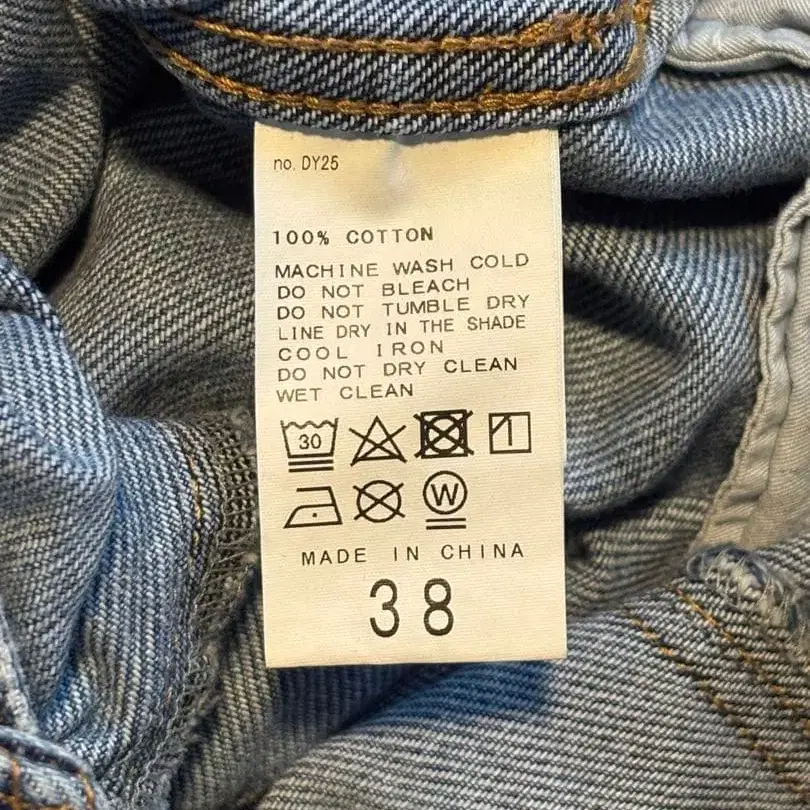 no. DY25
100% COTTON
MACHINE WASH COLD
DO NOT BLEACH
DO NOT TUMBLE DRY
LINE DRY IN THE SHADE
COOL IRON
DO NOT DRY CLEAN
WET CLEAN
30
W
MADE IN CHINA
38